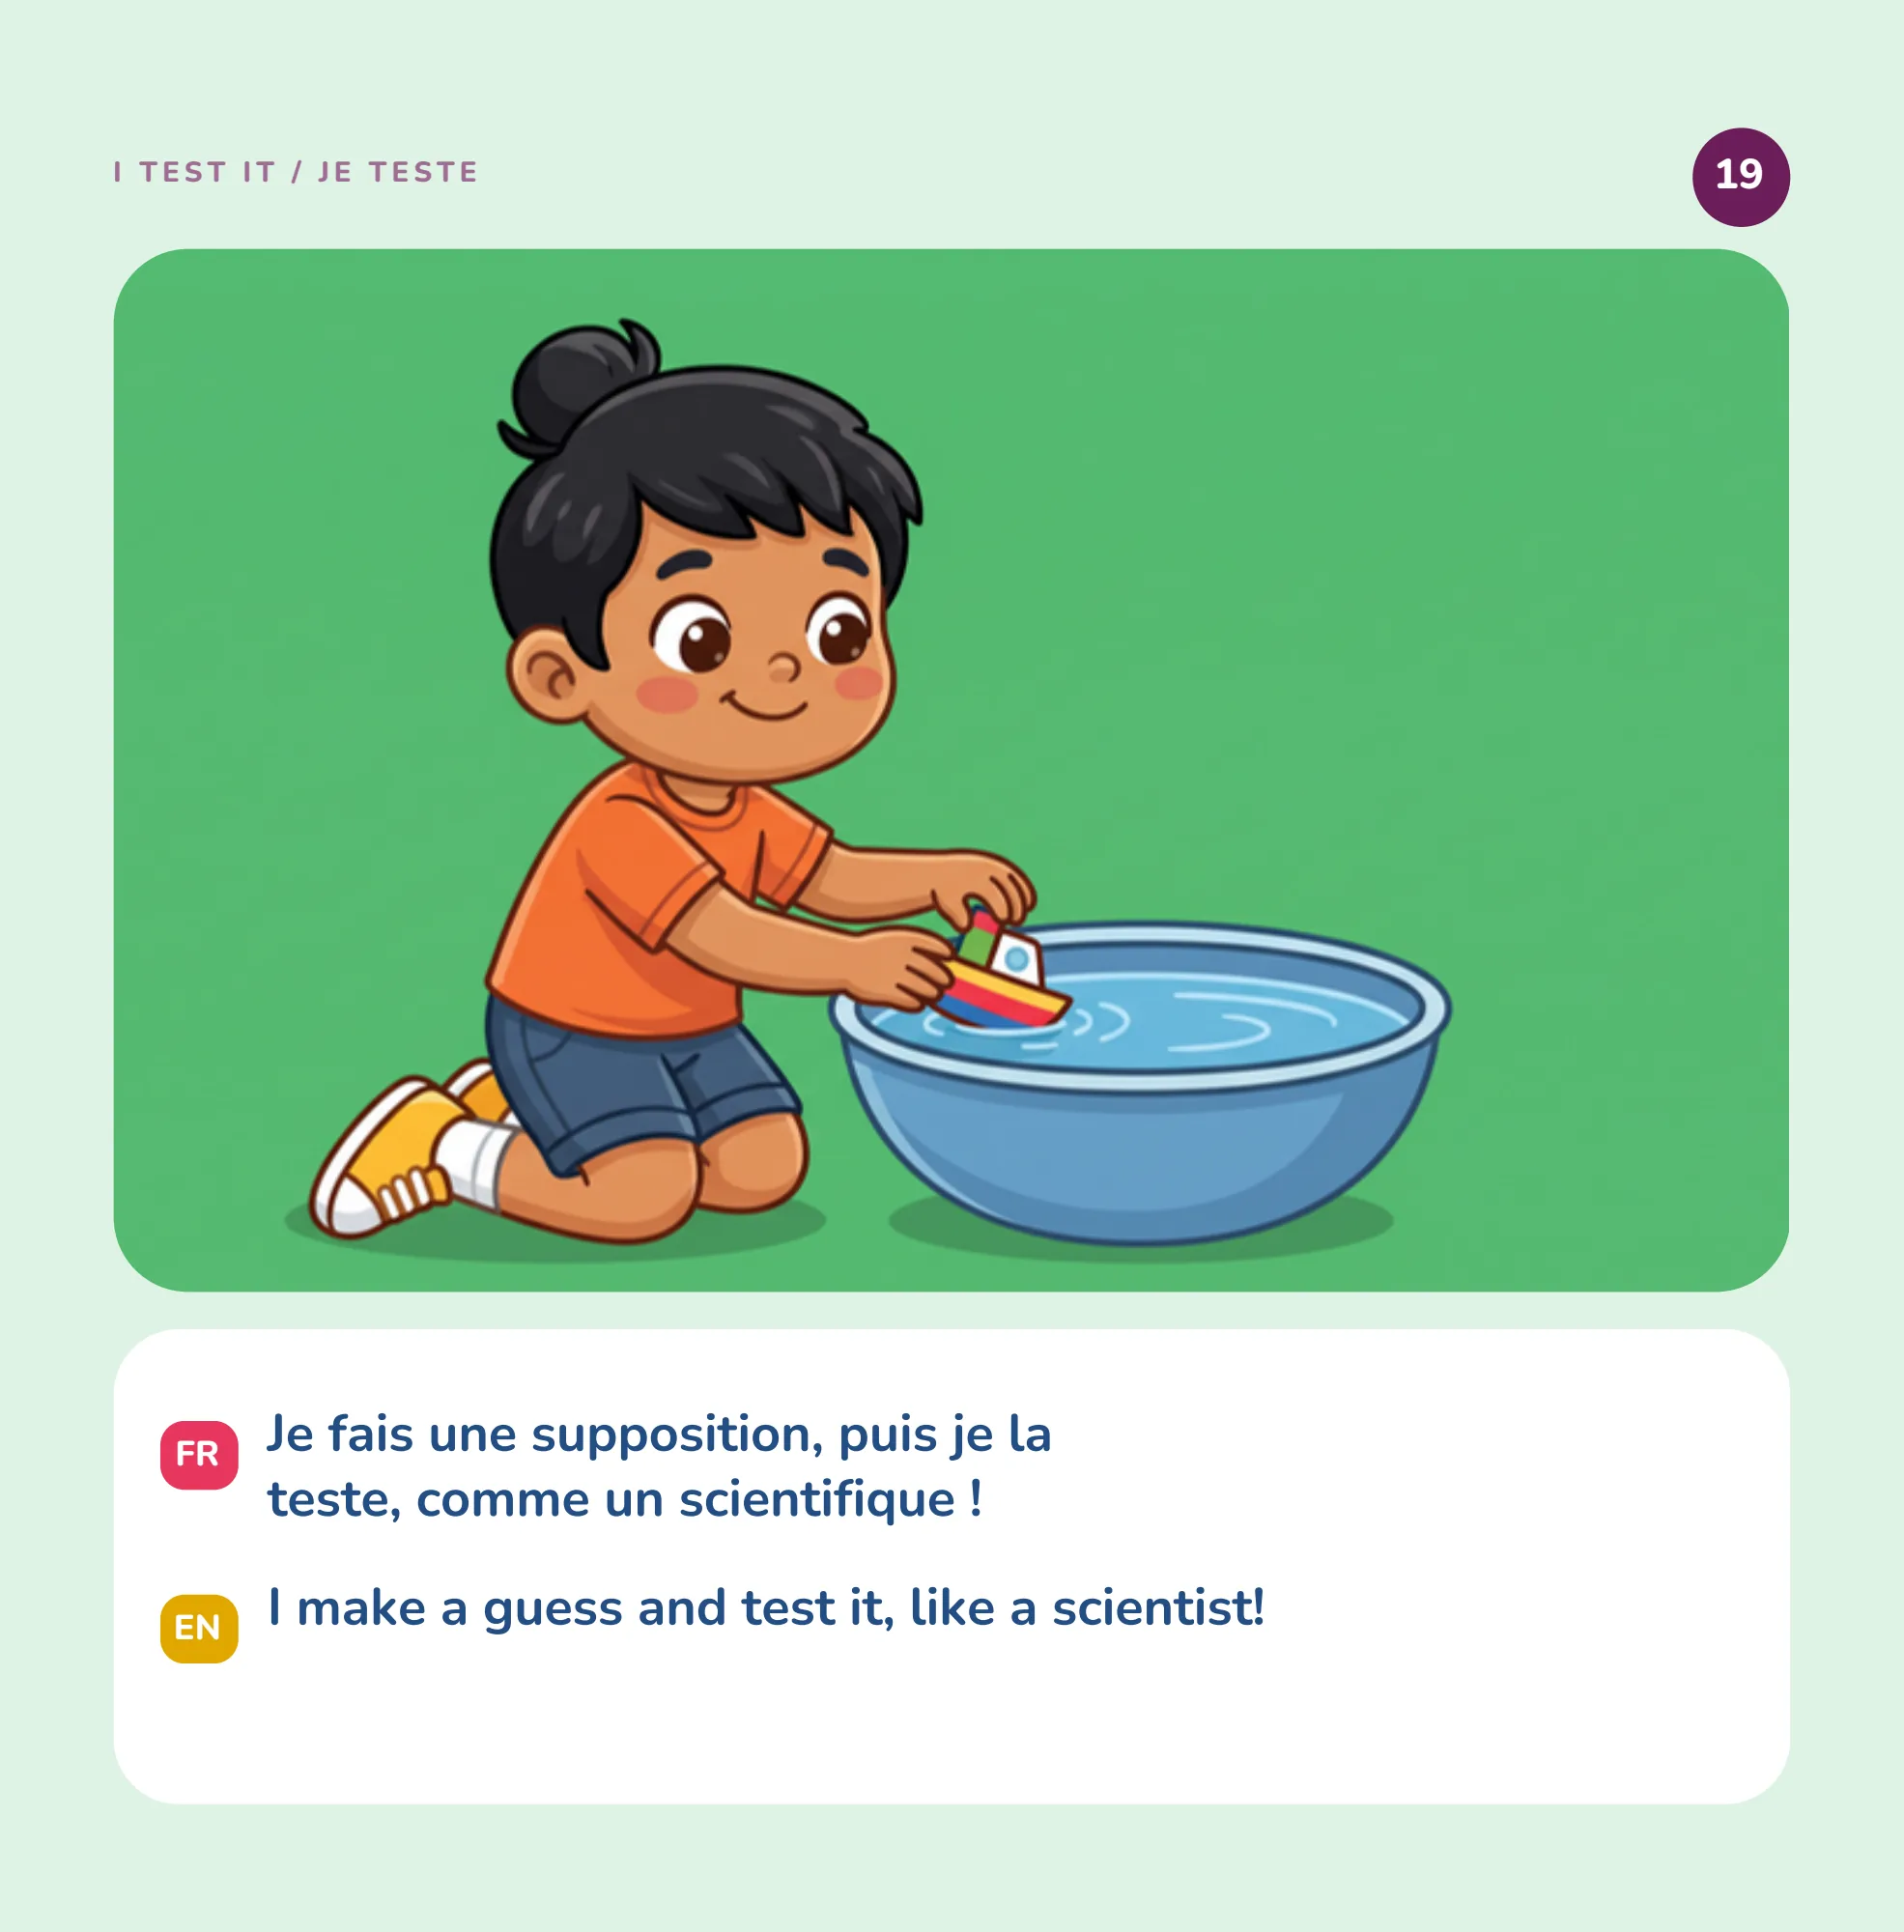 I TEST IT / JE TESTE
19
FR
Je fais une supposition, puis je la
teste, comme un scientifique !
EN
I make a guess and test it, like a scientist!